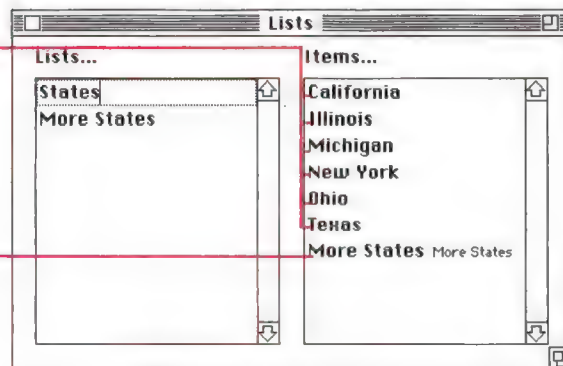 Lists
Lists...
States
More States
Items...
California
Illinois
Michigan
New York
Ohio
Texas
More States More States